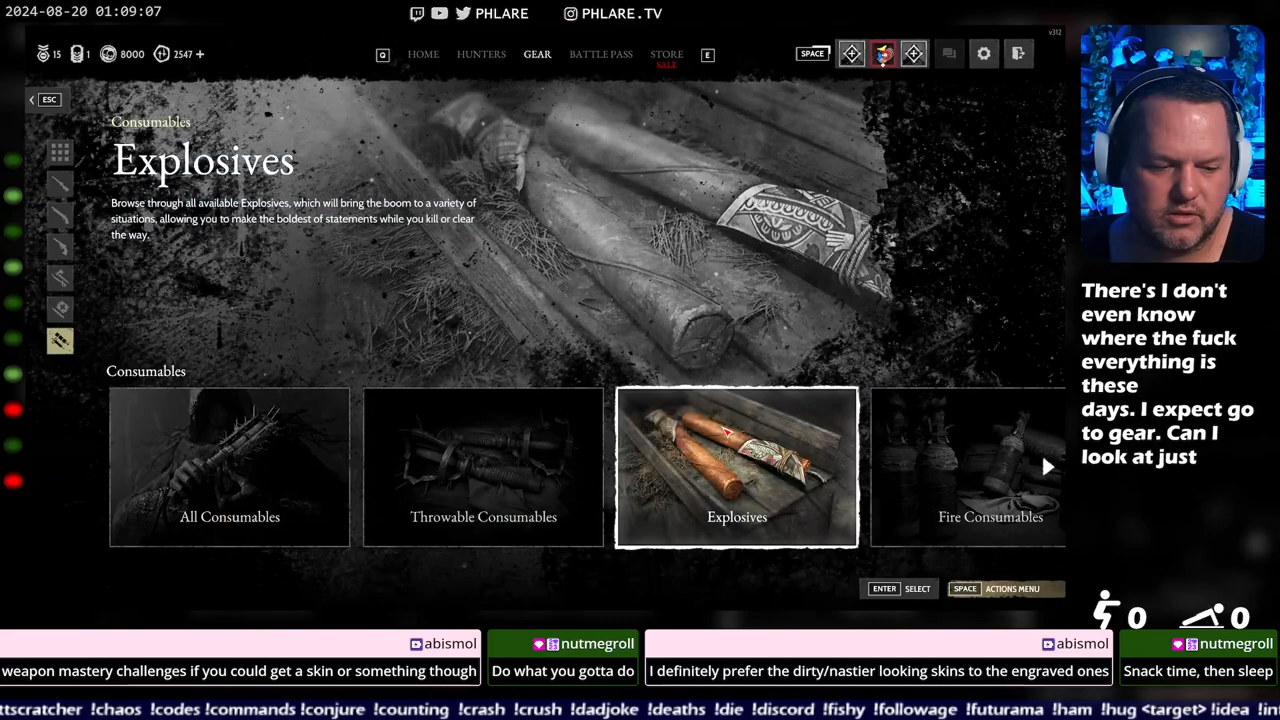 2024-08-20 01:09:07
PHLARE
PHLARE.TV
v312
15
1
8000
2547 +
Q
HOME
HUNTERS
GEAR
BATTLE PASS
STORE
SALE
E
SPACE
ESC
Consumables
Explosives
Browse through all available Explosives, which will bring the boom to a variety of
situations, allowing you to make the boldest of statements while you kill or clear
the way.
There's I don't
even know
where the fuck
everything is
these
days. I expect go
to gear. Can I
look at just
Consumables
All Consumables
Throwable Consumables
Explosives
Fire Consumables
ENTER SELECT
SPACE ACTIONS MENU
0
0
abismol
weapon mastery challenges if you could get a skin or something though
nutmegroll
Do what you gotta do
abismol
I definitely prefer the dirty/nastier looking skins to the engraved ones
nutmegroll
Snack time, then sleep
ttscratcher !chaos !codes !commands !conjure !counting !crash !crush !dadjoke !deaths !die !discord !fishy !followage !futurama !ham !hug <target> !idea !in